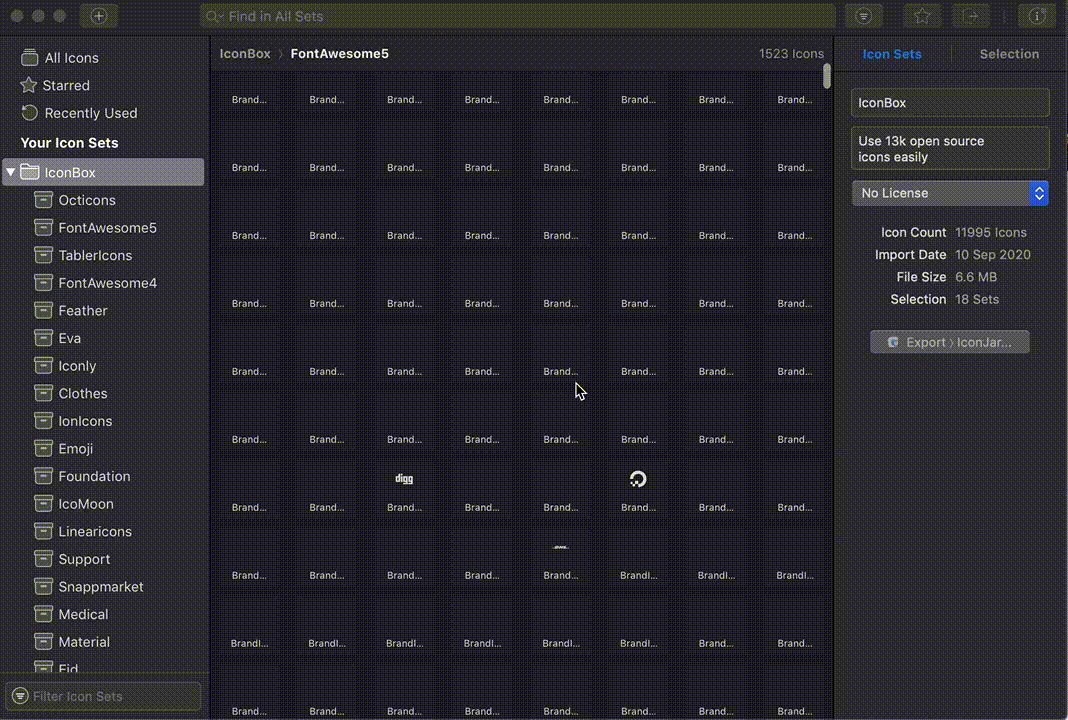 Find in All Sets
All Icons
Starred
Recently Used
Your Icon Sets
IconBox
Octicons
FontAwesome5
TablerIcons
FontAwesome4
Feather
Eva
Iconly
Clothes
IonIcons
Emoji
Foundation
IcoMoon
Linearicons
Support
Snappmarket
Medical
Material
Eid
Filter Icon Sets
IconBox 〉 FontAwesome5
1523 Icons
Brand... Brand... Brand... Brand... Brand... Brand... Brand... Brand...
Brand... Brand... Brand... Brand... Brand... Brand... Brand... Brand...
Brand... Brand... Brand... Brand... Brand... Brand... Brand... Brand...
Brand... Brand... Brand... Brand... Brand... Brand... Brand... Brand...
Brand... Brand... Brand... Brand... Brand... Brand... Brand... Brand...
Brand... Brand... Brand... Brand... Brand... Brand... Brand... Brand...
digg
Brand... Brand... Brand... Brand... Brand... Brand... Brand... Brand...
Brand... Brand... Brand... Brand... Brand... BrandI... BrandI... BrandI...
BrandI... BrandI... BrandI... BrandI... BrandI... Brand... Brand... Brand...
Brand... Brand... Brand... Brand... Brand... Brand... Brand... Brand...
Icon Sets
Selection
IconBox
Use 13k open source
icons easily
No License
Icon Count 11995 Icons
Import Date 10 Sep 2020
File Size 6.6 MB
Selection 18 Sets
Export 〉 IconJar...